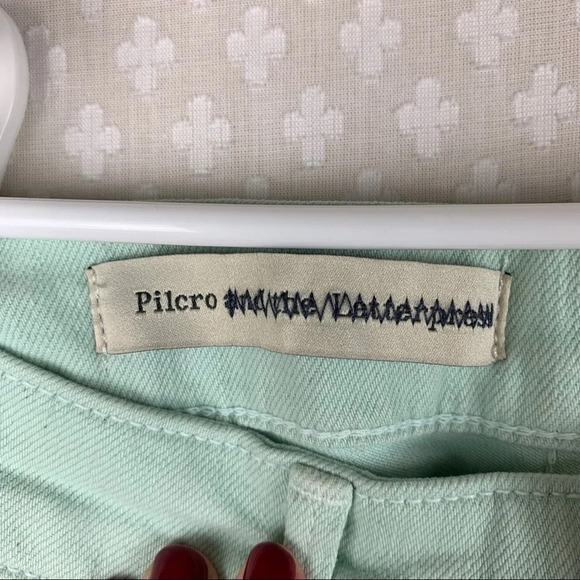 Pilcro and the Letterpress